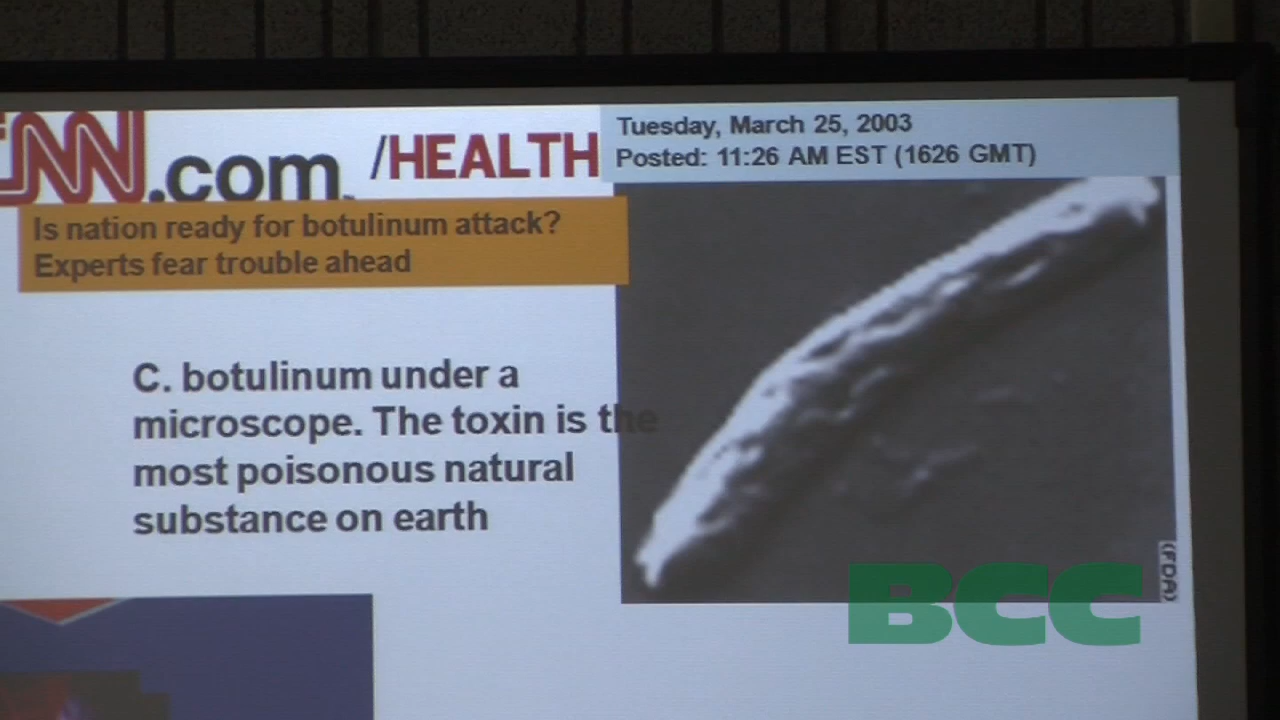 CNN.com. /HEALTH
Tuesday, March 25, 2003
Posted: 11:26 AM EST (1626 GMT)
Is nation ready for botulinum attack?
Experts fear trouble ahead
C. botulinum under a
microscope. The toxin is the
most poisonous natural
substance on earth
(FDA)
BCC